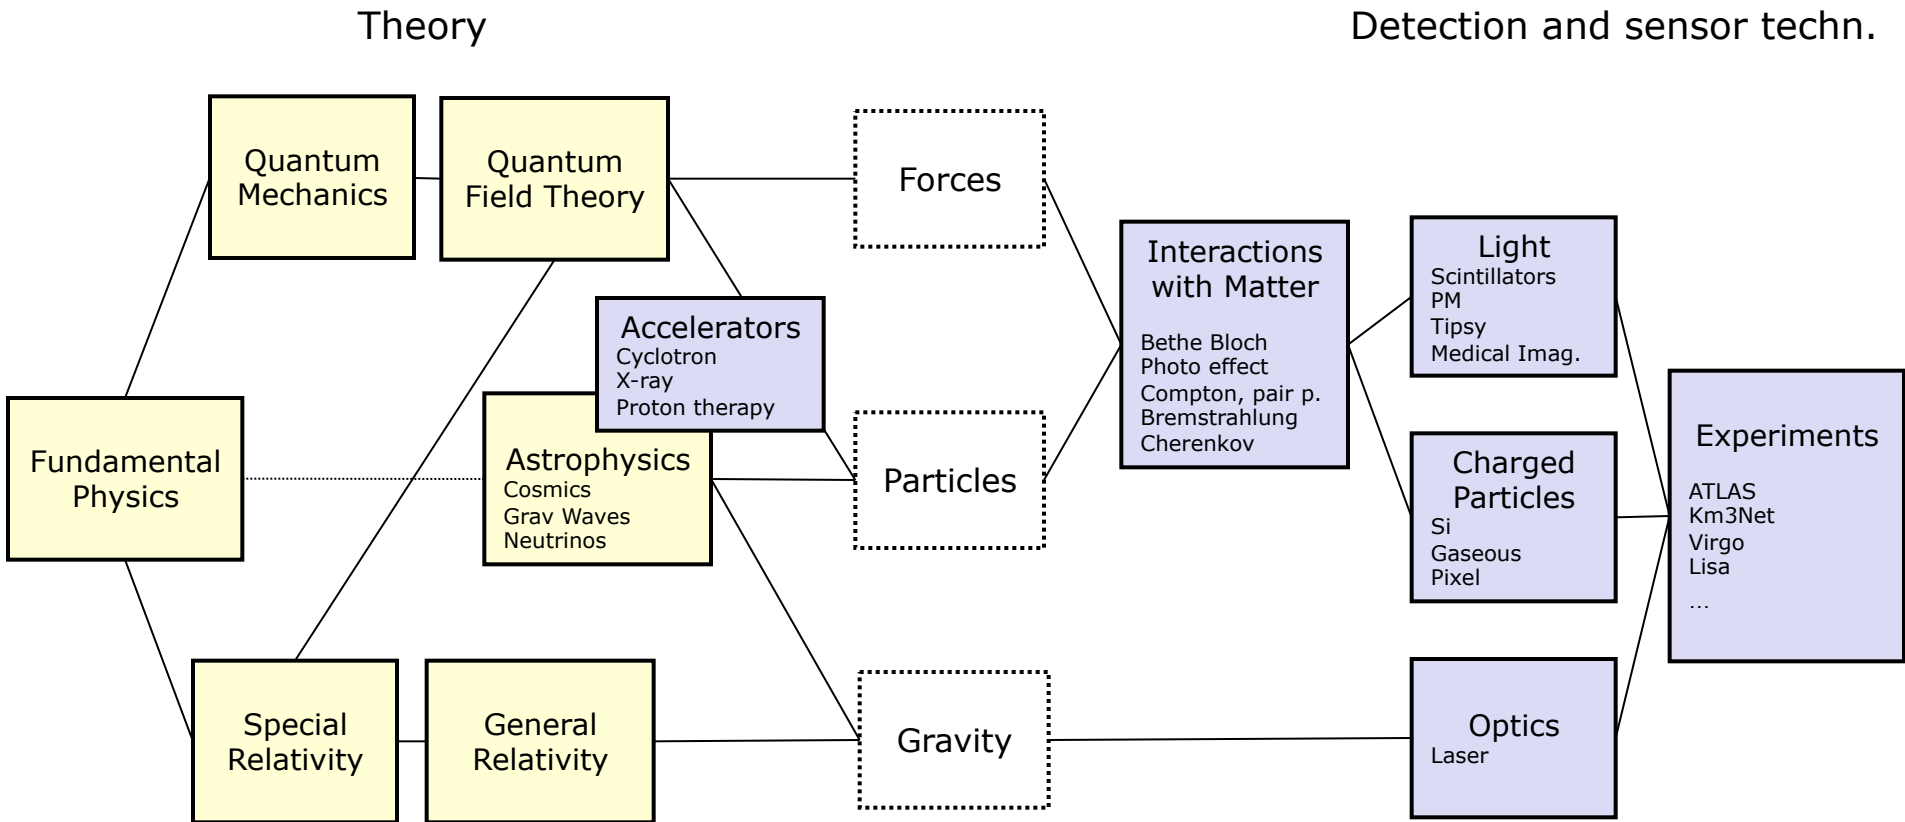 Theory
Detection and sensor techn.
Quantum
Mechanics
Quantum
Field Theory
Forces
Interactions
with Matter
Bethe Bloch
Photo effect
Compton, pair p.
Bremstrahlung
Cherenkov
Light
Scintillators
PM
Tipsy
Medical Imag.
Accelerators
Cyclotron
X-ray
Proton therapy
Fundamental
Physics
Astrophysics
Cosmics
Grav Waves
Neutrinos
Particles
Charged
Particles
Si
Gaseous
Pixel
Experiments
ATLAS
Km3Net
Virgo
Lisa
...
Special
Relativity
General
Relativity
Gravity
Optics
Laser